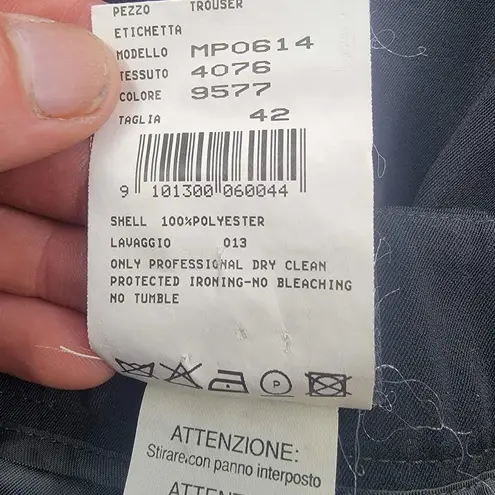 PEZZO TROUSER
ETICHETTA
MODELLO MP0614
TESSUTO 4076
COLORE 9577
TAGLIA 42
9 101300 060044
SHELL 100%POLYESTER
LAVAGGIO 013
ONLY PROFESSIONAL DRY CLEAN
PROTECTED IRONING-NO BLEACHING
NO TUMBLE
P
ATTENZIONE:
Stirare con panno interposto
ATTEN